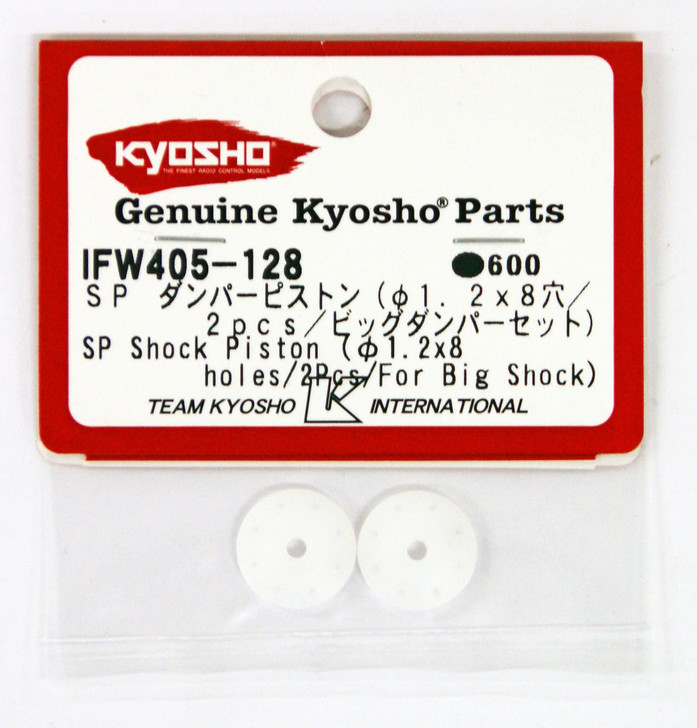 KYOSHO
THE FINEST RADIO CONTROL MODELS
Genuine Kyosho® Parts
IFW405-128 ●600
SP ダンパーピストン(φ1.2x8穴/
2pcs/ビッグダンパーセット)
SP Shock Piston (φ1.2x8
holes/2Pcs/For Big Shock)
TEAM KYOSHO K INTERNATIONAL